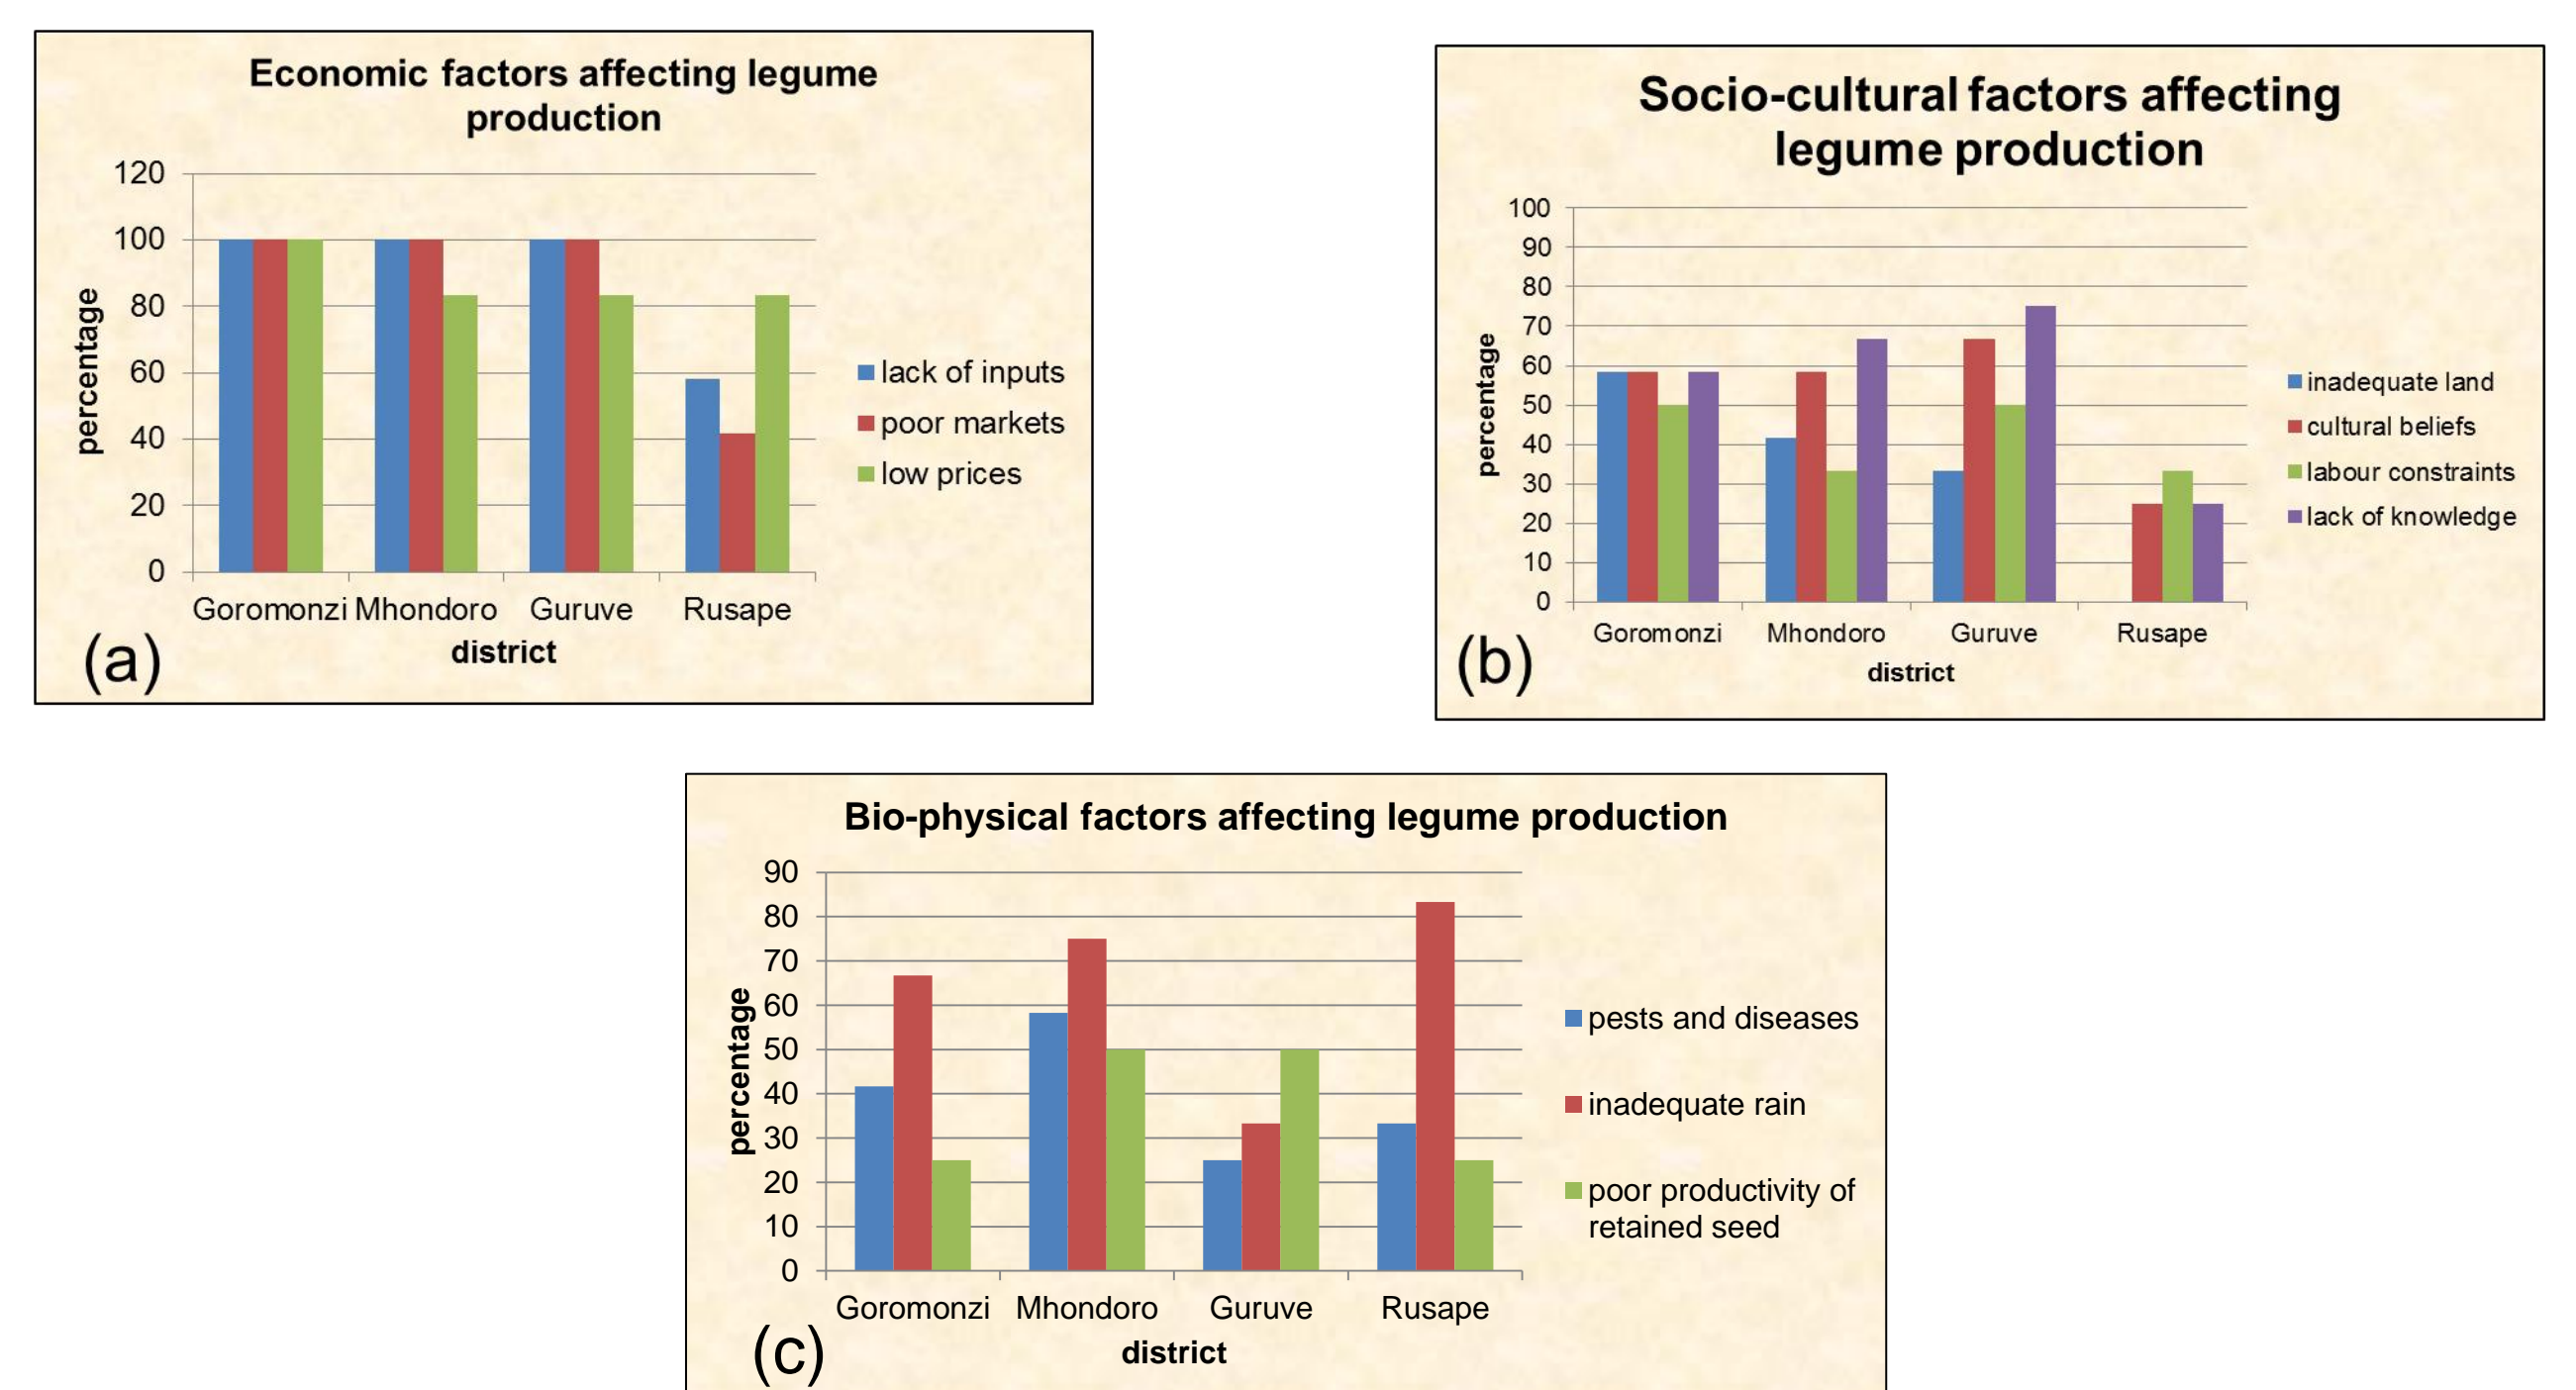 Economic factors affecting legume
production
120
100
80
60
40
20
0
percentage
Goromonzi Mhondoro Guruve Rusape
district
lack of inputs
poor markets
low prices
(a)
Socio-cultural factors affecting
legume production
100
90
80
70
60
50
40
30
20
10
0
percentage
Goromonzi Mhondoro Guruve Rusape
district
inadequate land
cultural beliefs
labour constraints
lack of knowledge
(b)
Bio-physical factors affecting legume production
90
80
70
60
50
40
30
20
10
0
percentage
Goromonzi Mhondoro Guruve Rusape
district
pests and diseases
inadequate rain
poor productivity of
retained seed
(c)